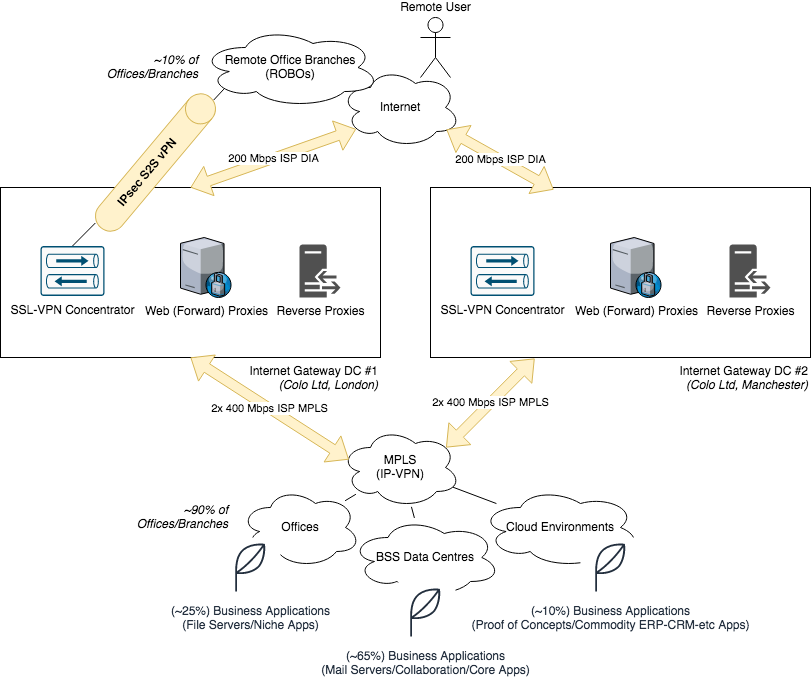 Remote User
~10% of
Offices/Branches
Remote Office Branches
(ROBOs)
Internet
IPsec S2S vPN
200 Mbps ISP DIA
200 Mbps ISP DIA
SSL-VPN Concentrator
Web (Forward) Proxies
Reverse Proxies
SSL-VPN Concentrator
Web (Forward) Proxies
Reverse Proxies
Internet Gateway DC #1
(Colo Ltd, London)
Internet Gateway DC #2
(Colo Ltd, Manchester)
2x 400 Mbps ISP MPLS
2x 400 Mbps ISP MPLS
MPLS
(IP-VPN)
~90% of
Offices/Branches
Offices
BSS Data Centres
Cloud Environments
(~25%) Business Applications
(File Servers/Niche Apps)
(~10%) Business Applications
(Proof of Concepts/Commodity ERP-CRM-etc Apps)
(~65%) Business Applications
(Mail Servers/Collaboration/Core Apps)